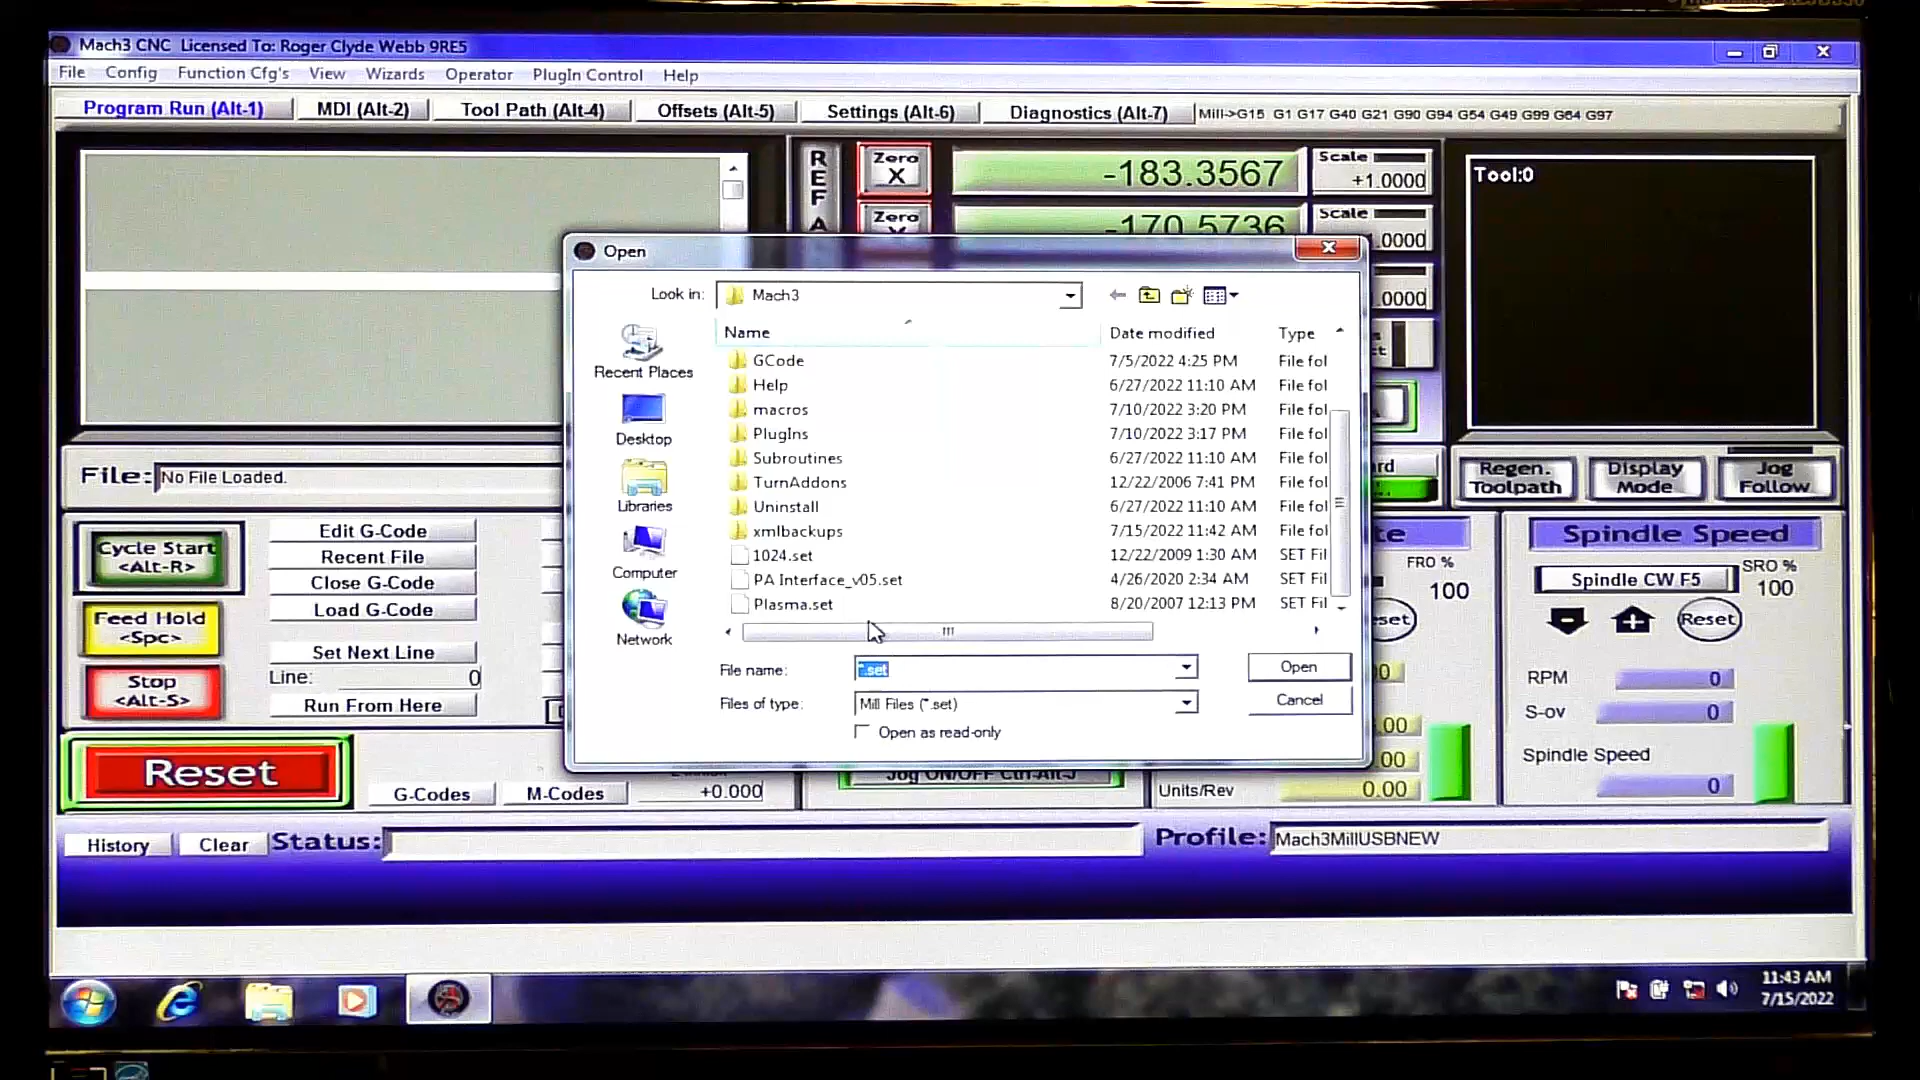 Mach3 CNC Licensed To: Roger Clyde Webb 9RE5
File Config Function Cfg's View Wizards Operator PlugIn Control Help
Program Run (Alt-1) MDI (Alt-2) Tool Path (Alt-4) Offsets (Alt-5) Settings (Alt-6) Diagnostics (Alt-7) Mill->G15 G1 G17 G40 G21 G90 G94 G54 G49 G99 G64 G97
REF A
Zero X -183.3567 Scale +1.0000
Zero -170.5736 Scale .0000
.0000
Tool:0
Open
Look in: Mach3
Name Date modified Type
GCode 7/5/2022 4:25 PM File fol
Help 6/27/2022 11:10 AM File fol
macros 7/10/2022 3:20 PM File fol
PlugIns 7/10/2022 3:17 PM File fol
Subroutines 6/27/2022 11:10 AM File fol
TurnAddons 12/22/2006 7:41 PM File fol
Uninstall 6/27/2022 11:10 AM File fol
xmlbackups 7/15/2022 11:42 AM File fol
1024.set 12/22/2009 1:30 AM SET Fil
PA Interface_v05.set 4/26/2020 2:34 AM SET Fil
Plasma.set 8/20/2007 12:13 PM SET Fil
Recent Places
Desktop
Libraries
Computer
Network
File name: *.set Open
Files of type: Mill Files (*.set) Cancel
Open as read-only
File: No File Loaded.
Regen. Toolpath Display Mode Jog Follow
Cycle Start <Alt-R>
Feed Hold <Spc>
Stop <Alt-S>
Reset
Edit G-Code
Recent File
Close G-Code
Load G-Code
Set Next Line
Line: 0
Run From Here
G-Codes M-Codes +0.000
Jog ON/OFF Ctrl-Alt-J
FRO %
100
Units/Rev 0.00
Spindle Speed
Spindle CW F5 SRO %
100
Reset
RPM 0
S-ov 0
Spindle Speed
0
History Clear Status: Profile: Mach3MillUSBNEW
11:43 AM
7/15/2022